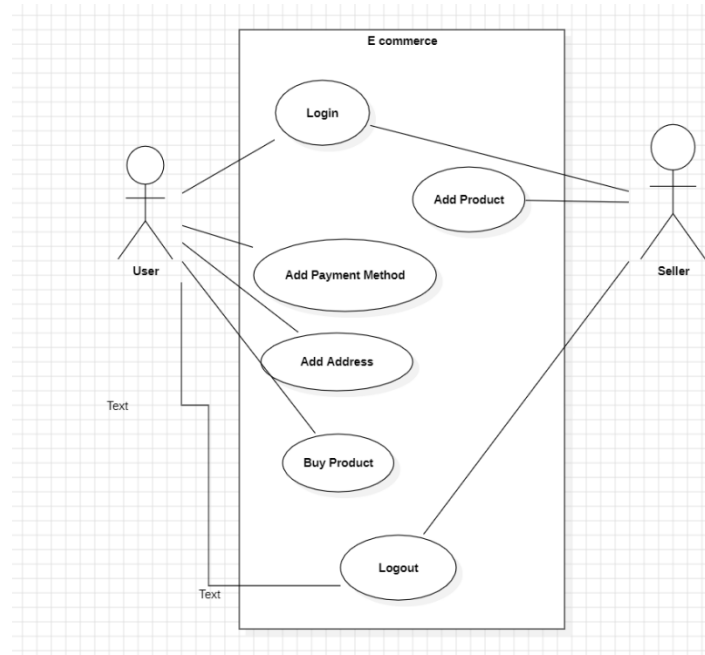 E commerce
Login
Add Product
User
Seller
Add Payment Method
Add Address
Text
Buy Product
Logout
Text